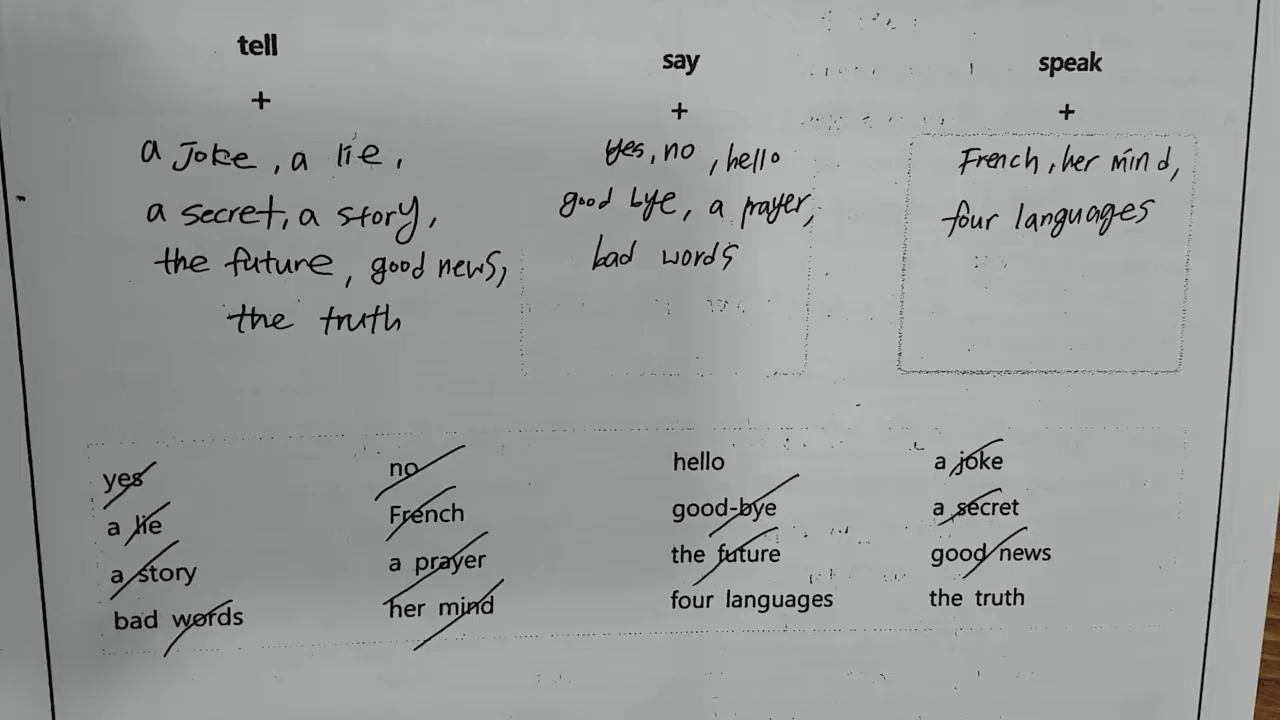 tell
say
speak
+
+
+
a joke, a lie,
a secret, a story,
the future, good news,
the truth
yes, no, hello
good bye, a prayer,
bad words
French, her mind,
four languages
yes no hello a joke
a lie French good-bye a secret
a story a prayer the future good news
bad words her mind four languages the truth